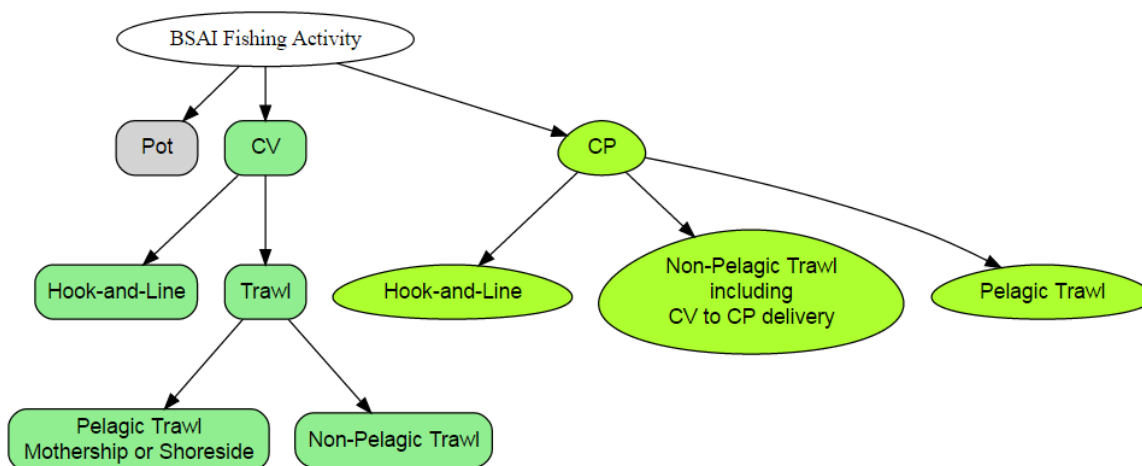 BSAI Fishing Activity
Pot
CV
CP
Hook-and-Line
Trawl
Hook-and-Line
Non-Pelagic Trawl
including
CV to CP delivery
Pelagic Trawl
Pelagic Trawl
Mothership or Shoreside
Non-Pelagic Trawl